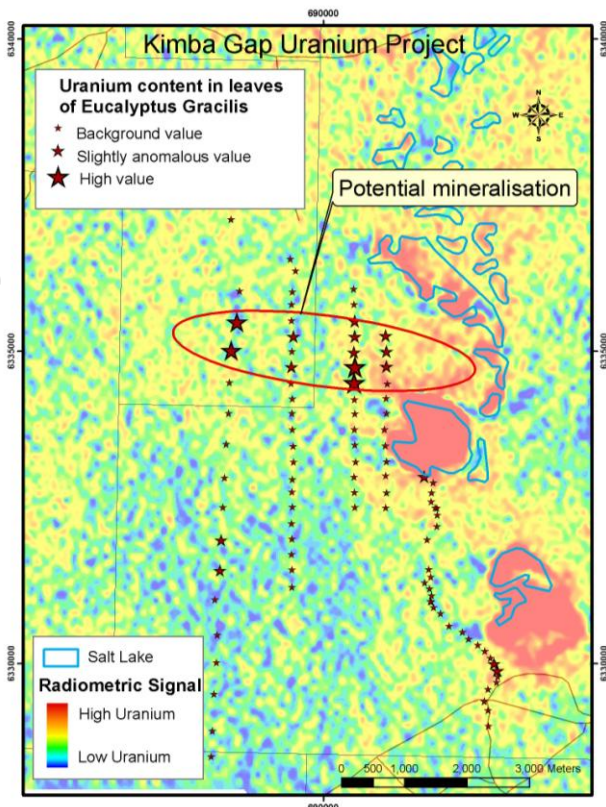 690000
6340000
6340000
Kimba Gap Uranium Project
Uranium content in leaves
of Eucalyptus Gracilis
Background value
Slightly anomalous value
High value
N
W
E
S
Potential mineralisation
6335000
6335000
6330000
6330000
Salt Lake
Radiometric Signal
High Uranium
Low Uranium
0 500 1,000 2,000 3,000 Meters
690000